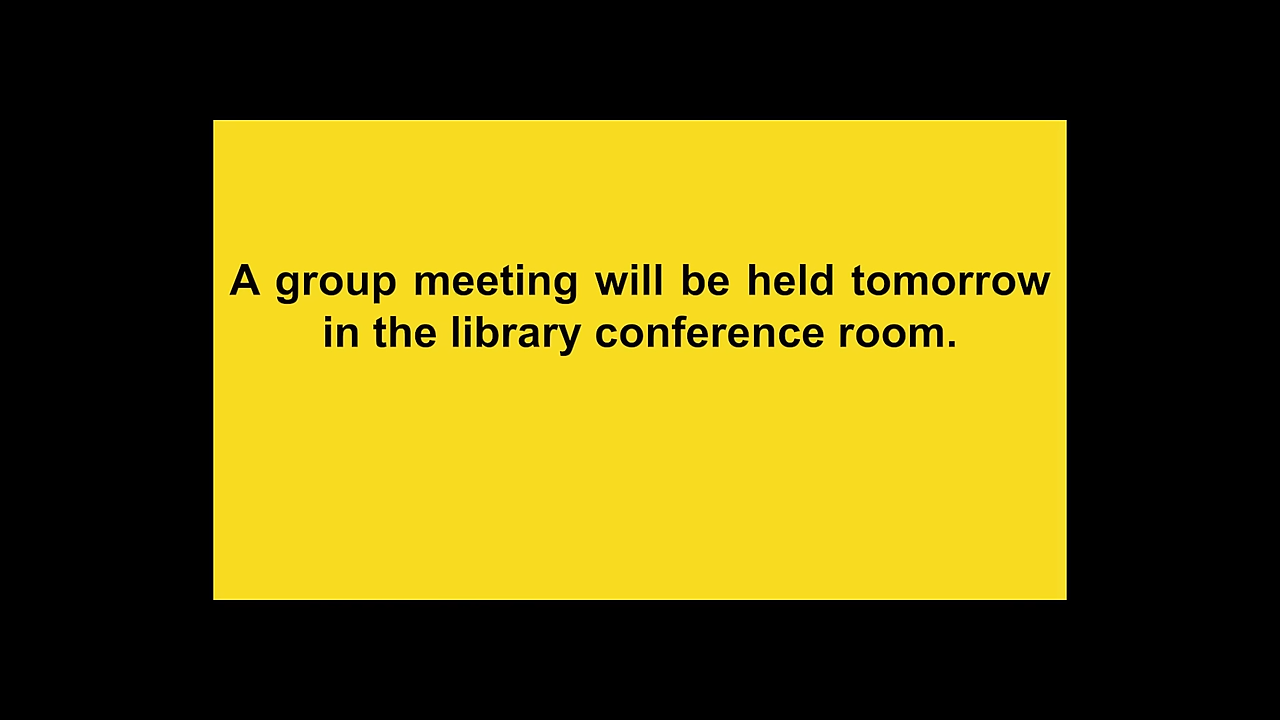 A group meeting will be held tomorrow
in the library conference room.